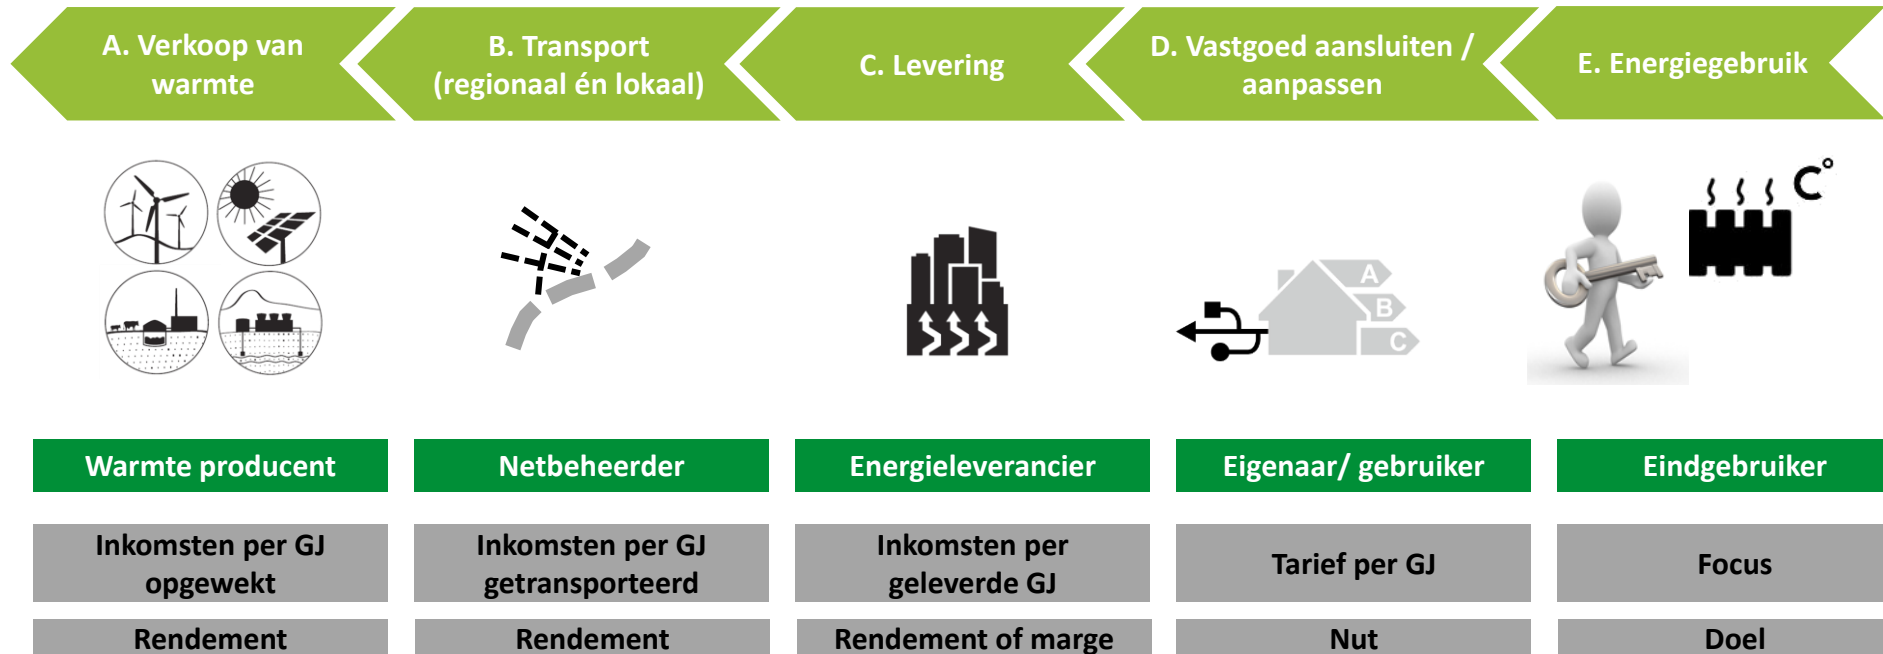 A. Verkoop van
warmte
B. Transport
(regionaal én lokaal)
C. Levering
D. Vastgoed aansluiten /
aanpassen
E. Energiegebruik
C°
A
B
C
Warmte producent
Netbeheerder
Energieleverancier
Eigenaar/ gebruiker
Eindgebruiker
Inkomsten per GJ
opgewekt
Inkomsten per GJ
getransporteerd
Inkomsten per
geleverde GJ
Tarief per GJ
Focus
Rendement
Rendement
Rendement of marge
Nut
Doel